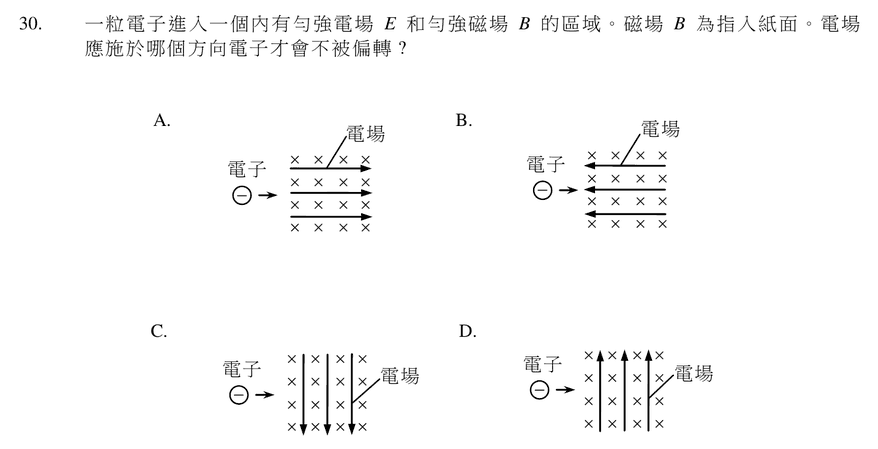 30. 一粒電子進入一個內有勻強電場 E 和勻強磁場 B 的區域。磁場 B 為指入紙面。電場
應施於哪個方向電子才會不被偏轉？
A.
電場
電子
B.
電場
電子
C.
電子
電場
D.
電子
電場